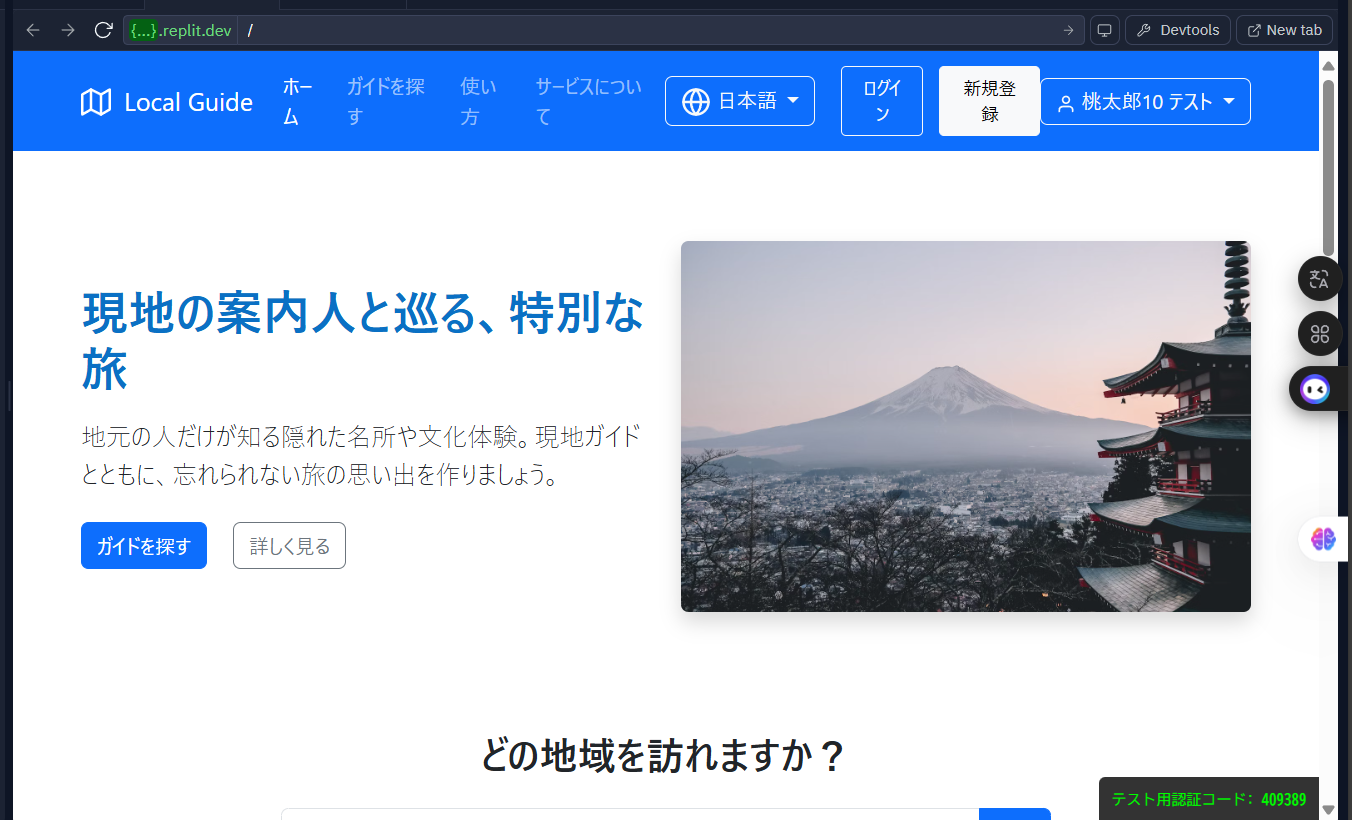 {...}.replit.dev /
Devtools
New tab
Local Guide
ホー
ム
ガイドを探
す
使い
方
サービスについ
て
日本語
ログイ
ン
新規登
録
桃太郎10 テスト
現地の案内人と巡る、特別な
旅
地元の人だけが知る隠れた名所や文化体験。現地ガイド
とともに、忘れられない旅の思い出を作りましょう。
ガイドを探す
詳しく見る
どの地域を訪れますか？
テスト用認証コード： 409389